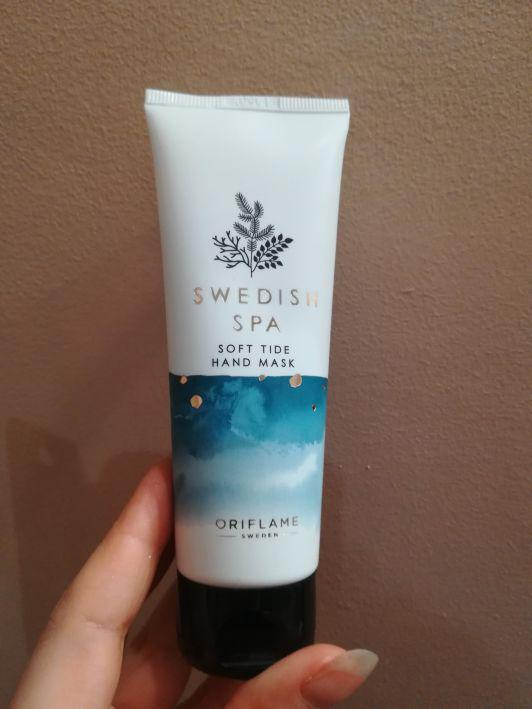 SWEDISH
SPA
SOFT TIDE
HAND MASK
ORIFLAME
SWEDEN